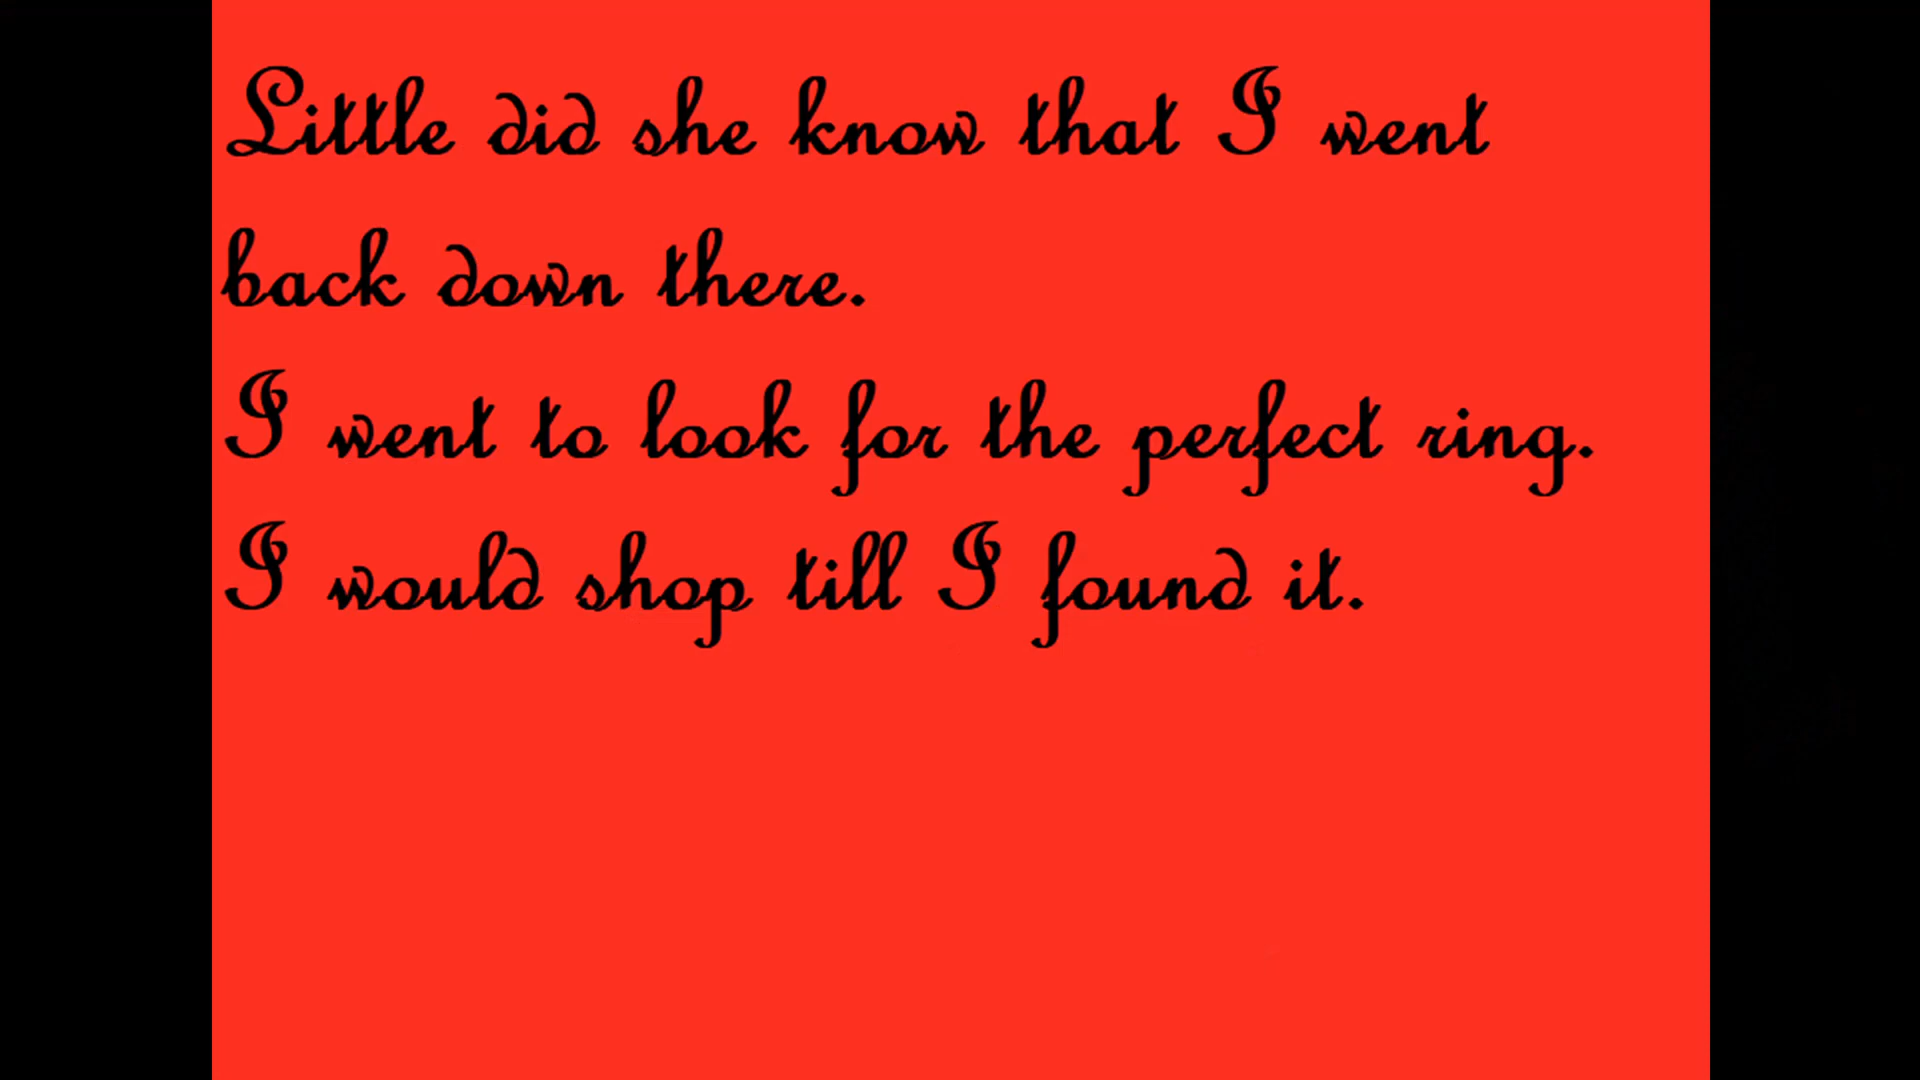 Little did she know that I went
back down there.
I went to look for the perfect ring.
I would shop till I found it.